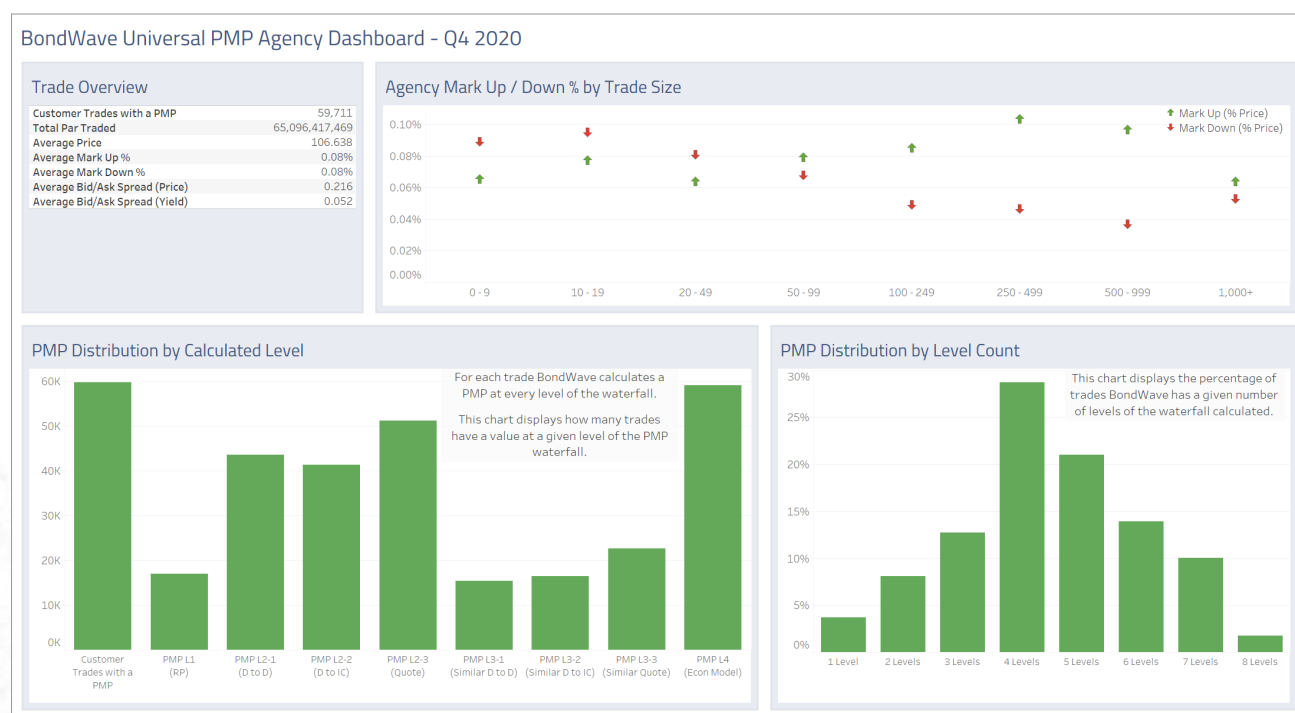 BondWave Universal PMP Agency Dashboard - Q4 2020
Trade Overview
Customer Trades with a PMP 59,711
Total Par Traded 65,096,417,469
Average Price 106.638
Average Mark Up % 0.08%
Average Mark Down % 0.08%
Average Bid/Ask Spread (Price) 0.216
Average Bid/Ask Spread (Yield) 0.052
Agency Mark Up / Down % by Trade Size
Mark Up (% Price)
Mark Down (% Price)
0.10%
0.08%
0.06%
0.04%
0.02%
0.00%
0 - 9 10 - 19 20 - 49 50 - 99 100 - 249 250 - 499 500 - 999 1,000+
PMP Distribution by Calculated Level
For each trade BondWave calculates a
PMP at every level of the waterfall.
This chart displays how many trades
have a value at a given level of the PMP
waterfall.
60K
50K
40K
30K
20K
10K
0K
Customer PMP L1 PMP L2-1 PMP L2-2 PMP L2-3 PMP L3-1 PMP L3-2 PMP L3-3 PMP L4
Trades with a (RP) (D to D) (D to IC) (Quote) (Similar D to D) (Similar D to IC) (Similar Quote) (Econ Model)
PMP
PMP Distribution by Level Count
This chart displays the percentage of
trades BondWave has a given number
of levels of the waterfall calculated.
30%
25%
20%
15%
10%
5%
0%
1 Level 2 Levels 3 Levels 4 Levels 5 Levels 6 Levels 7 Levels 8 Levels